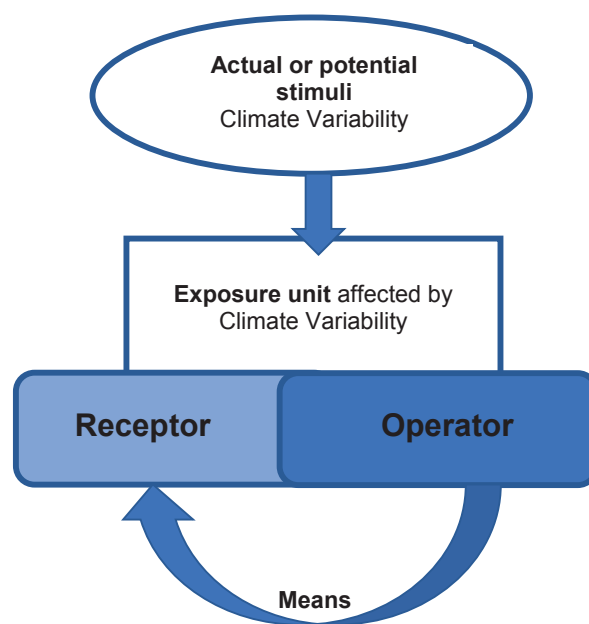 Actual or potential
stimuli
Climate Variability
Exposure unit affected by
Climate Variability
Receptor
Operator
Means